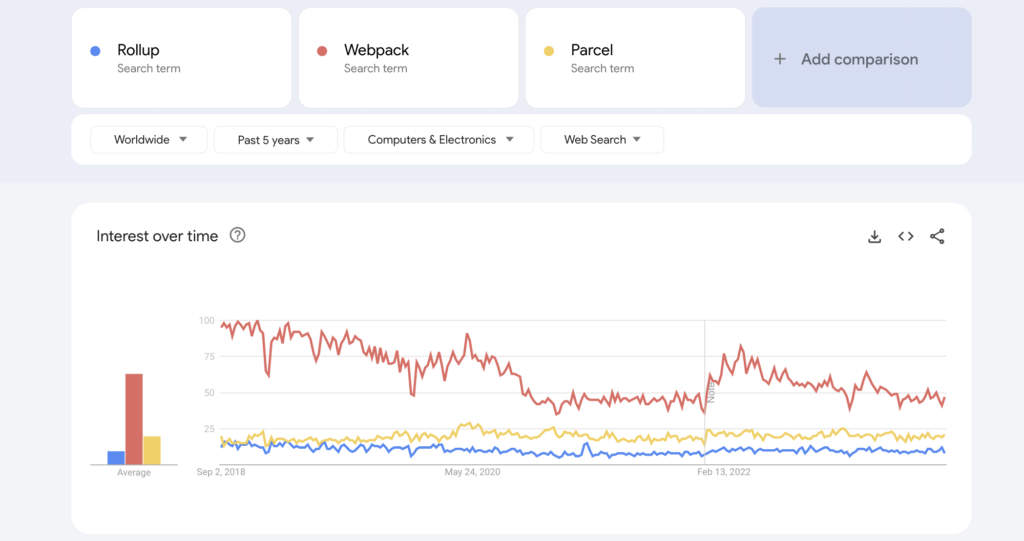 Rollup
Search term
Webpack
Search term
Parcel
Search term
+ Add comparison
Worldwide
Past 5 years
Computers & Electronics
Web Search
Interest over time
100
75
50
25
Note
Average
Sep 2, 2018
May 24, 2020
Feb 13, 2022